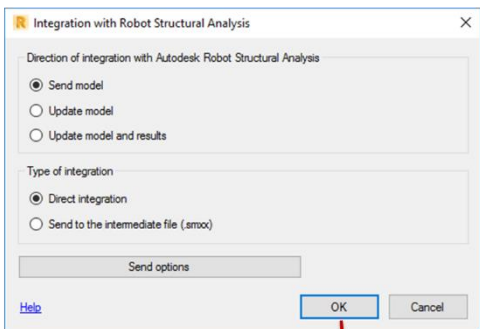 Integration with Robot Structural Analysis
Direction of integration with Autodesk Robot Structural Analysis
Send model
Update model
Update model and results
Type of integration
Direct integration
Send to the intermediate file (.smxx)
Send options
Help
OK
Cancel